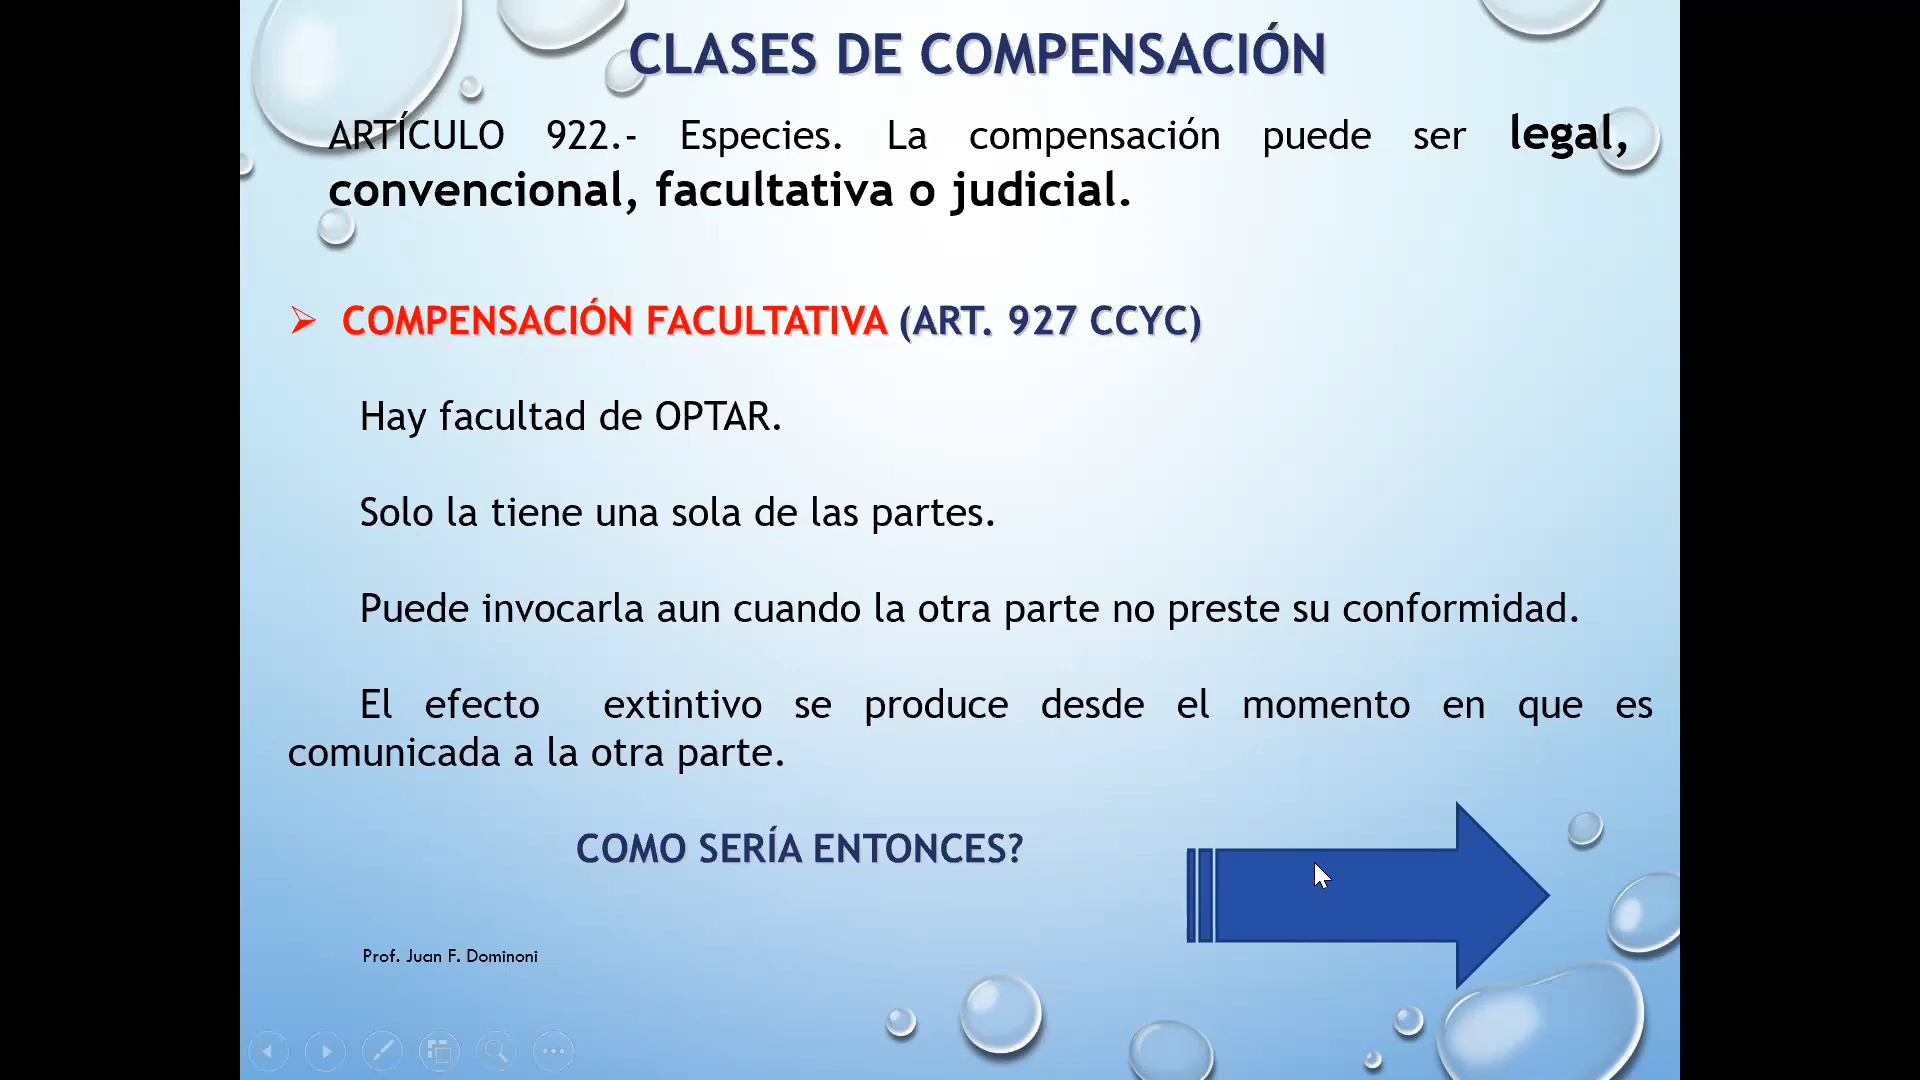 CLASES DE COMPENSACIÓN
ARTÍCULO 922.- Especies. La compensación puede ser legal,
convencional, facultativa o judicial.
COMPENSACIÓN FACULTATIVA (ART. 927 CCYC)
Hay facultad de OPTAR.
Solo la tiene una sola de las partes.
Puede invocarla aun cuando la otra parte no preste su conformidad.
El efecto extintivo se produce desde el momento en que es
comunicada a la otra parte.
COMO SERÍA ENTONCES?
Prof. Juan F. Dominoni